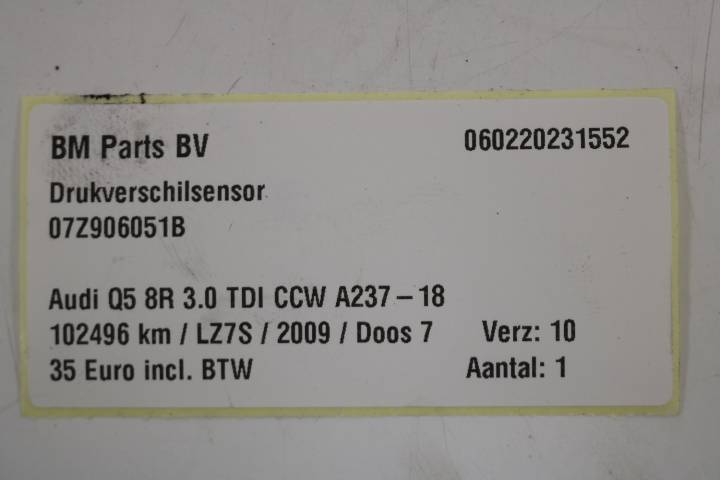 BM Parts BV 060220231552
Drukverschilsensor
07Z906051B
Audi Q5 8R 3.0 TDI CCW A237 – 18
102496 km / LZ7S / 2009 / Doos 7 Verz: 10
35 Euro incl. BTW Aantal: 1